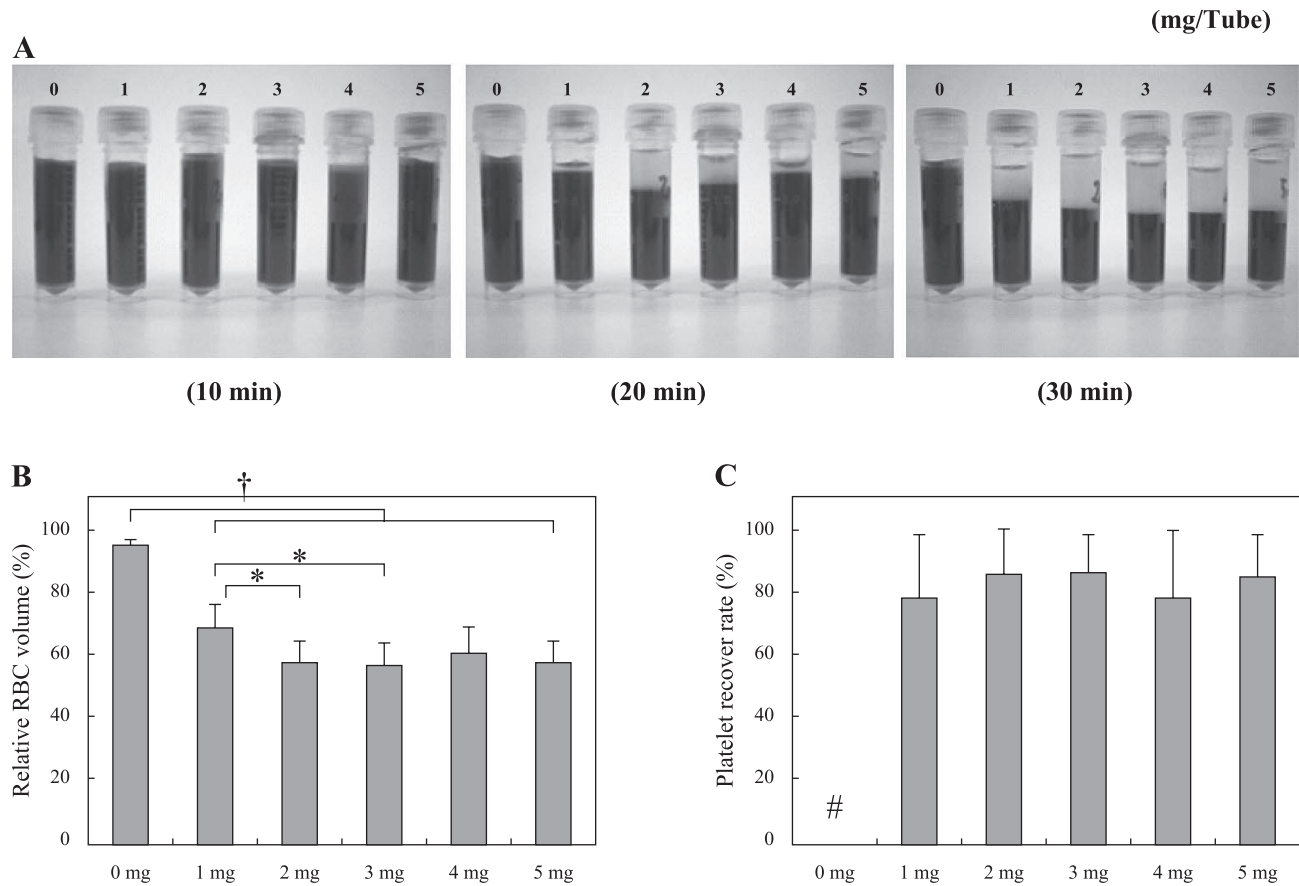 (mg/Tube)
A
0 1 2 3 4 5
0 1 2 3 4 5
0 1 2 3 4 5
(10 min)
(20 min)
(30 min)
B
†
*
*
Relative RBC volume (%)
100
80
60
40
20
0
0 mg 1 mg 2 mg 3 mg 4 mg 5 mg
C
Platelet recover rate (%)
100
80
60
40
20
0
#
0 mg 1 mg 2 mg 3 mg 4 mg 5 mg